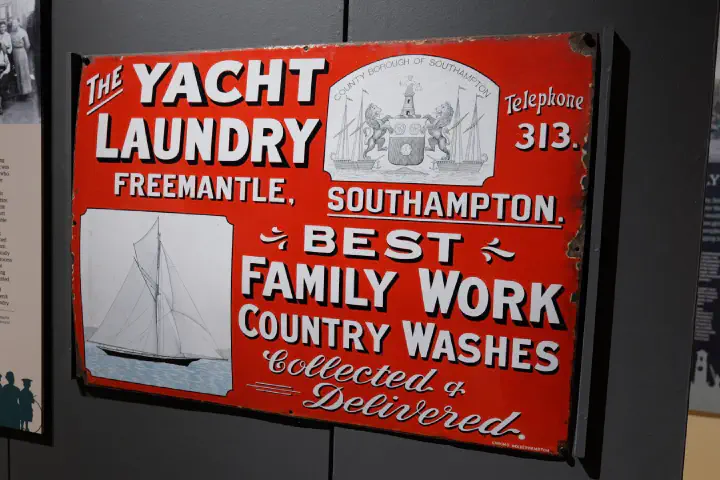 THE YACHT
LAUNDRY
FREEMANTLE,
COUNTY BOROUGH OF SOUTHAMPTON
Telephone
313.
SOUTHAMPTON.
BEST
FAMILY WORK
COUNTRY WASHES
Collected &
Delivered.